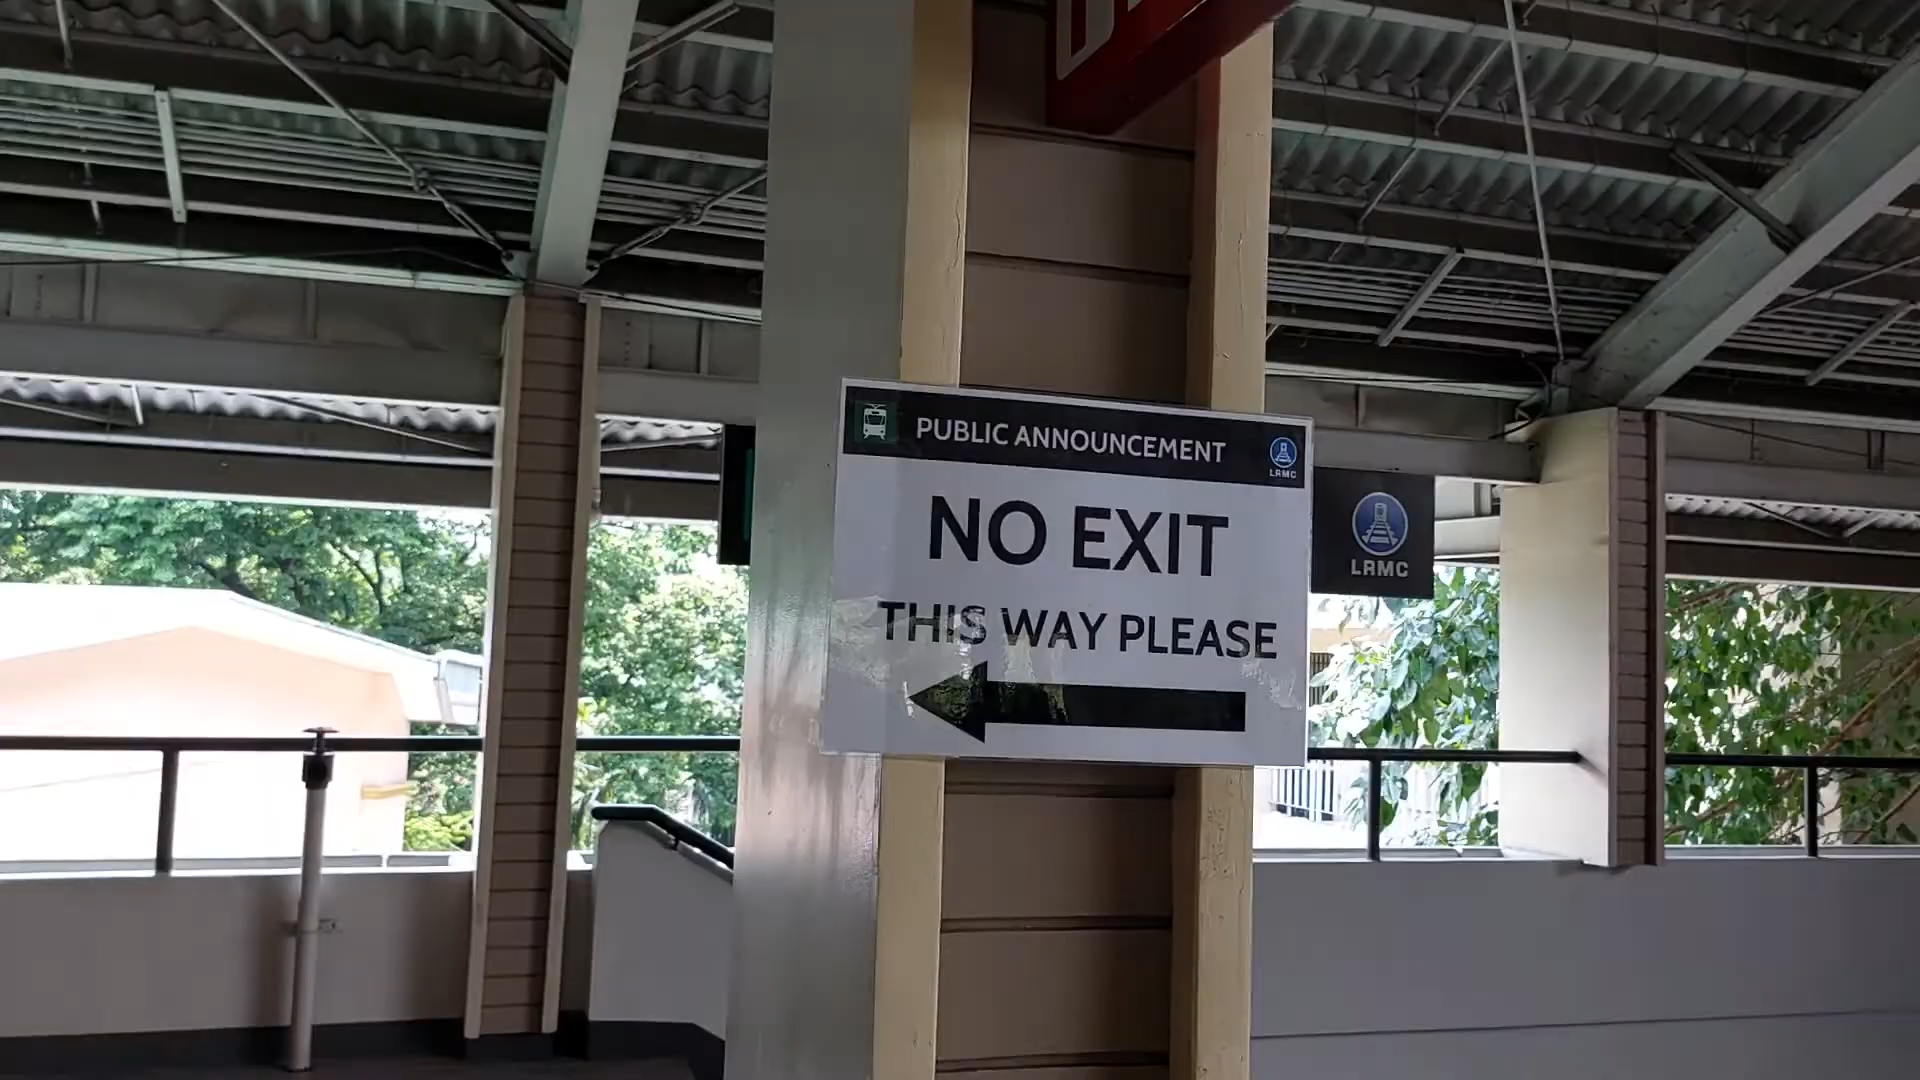 PUBLIC ANNOUNCEMENT
LRMC
NO EXIT
THIS WAY PLEASE
LRMC